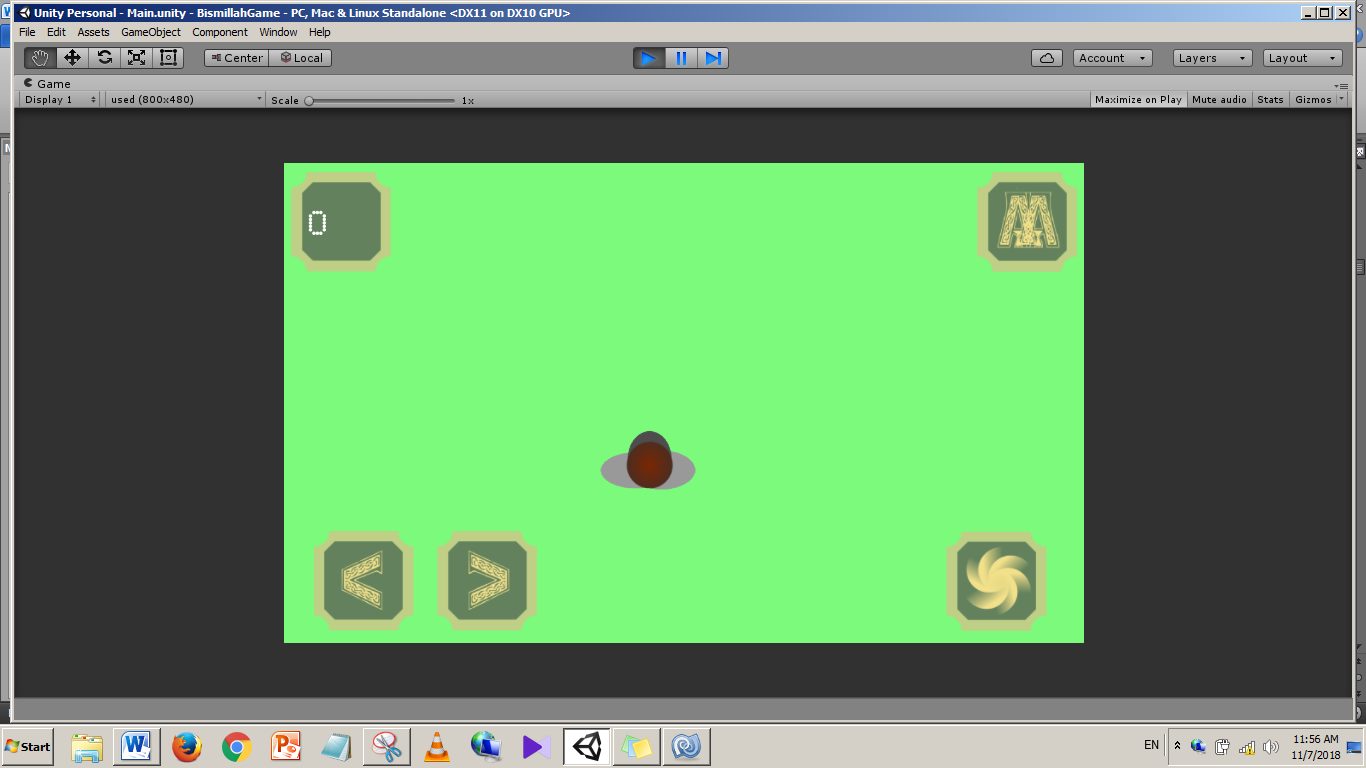 Unity Personal - Main.unity - BismillahGame - PC, Mac & Linux Standalone <DX11 on DX10 GPU>
File Edit Assets GameObject Component Window Help
Center Local Account Layers Layout
Game
Display 1 used (800x480) Scale 1x Maximize on Play Mute audio Stats Gizmos
0
M
< >
Start EN 11:56 AM
11/7/2018